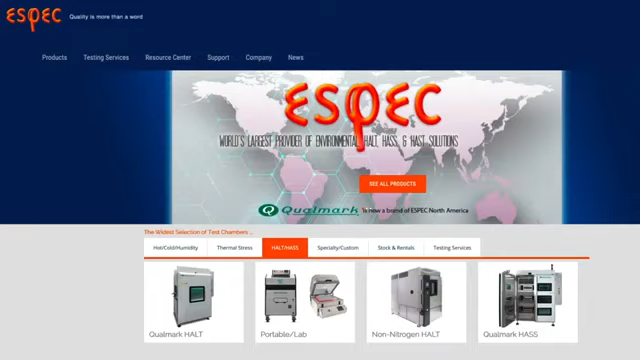 ESPEC Quality is more than a word
Products Testing Services Resource Center Support Company News
ESPEC
WORLD'S LARGEST PROVIDER OF ENVIRONMENTAL HALT, HASS, & HAST SOLUTIONS
SEE ALL PRODUCTS
Qualmark is now a brand of ESPEC North America
The Widest Selection of Test Chambers ...
Hot/Cold/Humidity Thermal Stress HALT/HASS Specialty/Custom Stock & Rentals Testing Services
Qualmark HALT Portable/Lab Non-Nitrogen HALT Qualmark HASS